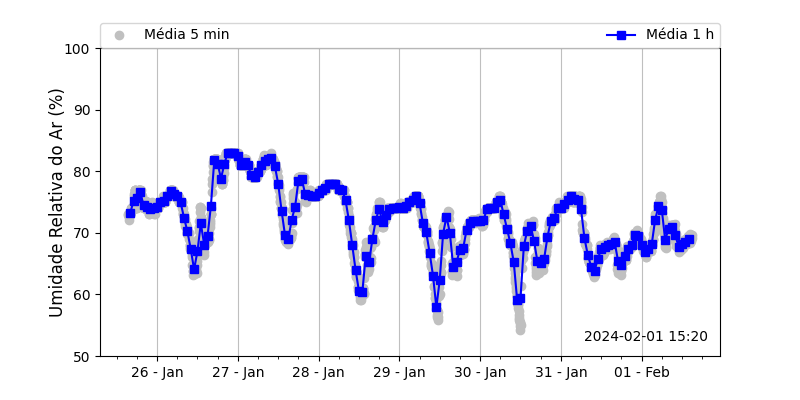 Média 5 min
Média 1 h
Umidade Relativa do Ar (%)
100
90
80
70
60
50
2024-02-01 15:20
26 - Jan
27 - Jan
28 - Jan
29 - Jan
30 - Jan
31 - Jan
01 - Feb